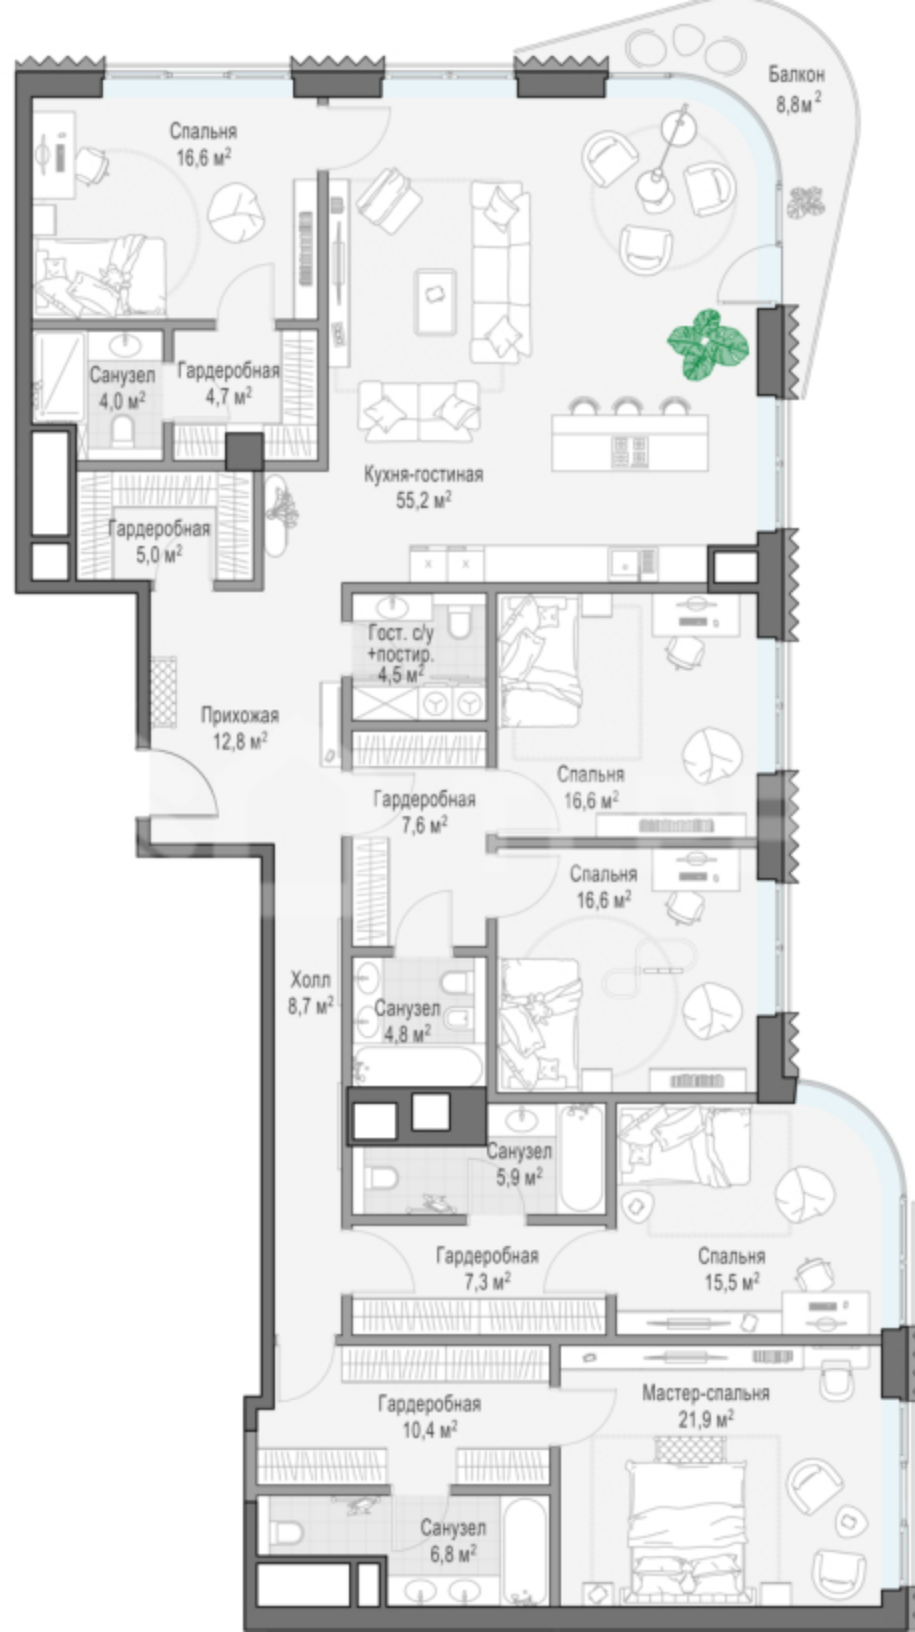 Балкон
8,8м²
Спальня
16,6 м²
Санузел
4,0 м²
Гардеробная
4,7 м²
Кухня-гостиная
55,2 м²
Гардеробная
5,0 м²
Гост. с/у
+постир.
4,5 м²
Прихожая
12,8 м²
Спальня
16,6 м²
Гардеробная
7,6 м²
Спальня
16,6 м²
Холл
8,7 м²
Санузел
4,8 м²
Санузел
5,9 м²
Гардеробная
7,3 м²
Спальня
15,5 м²
Гардеробная
10,4 м²
Мастер-спальня
21,9 м²
Санузел
6,8 м²